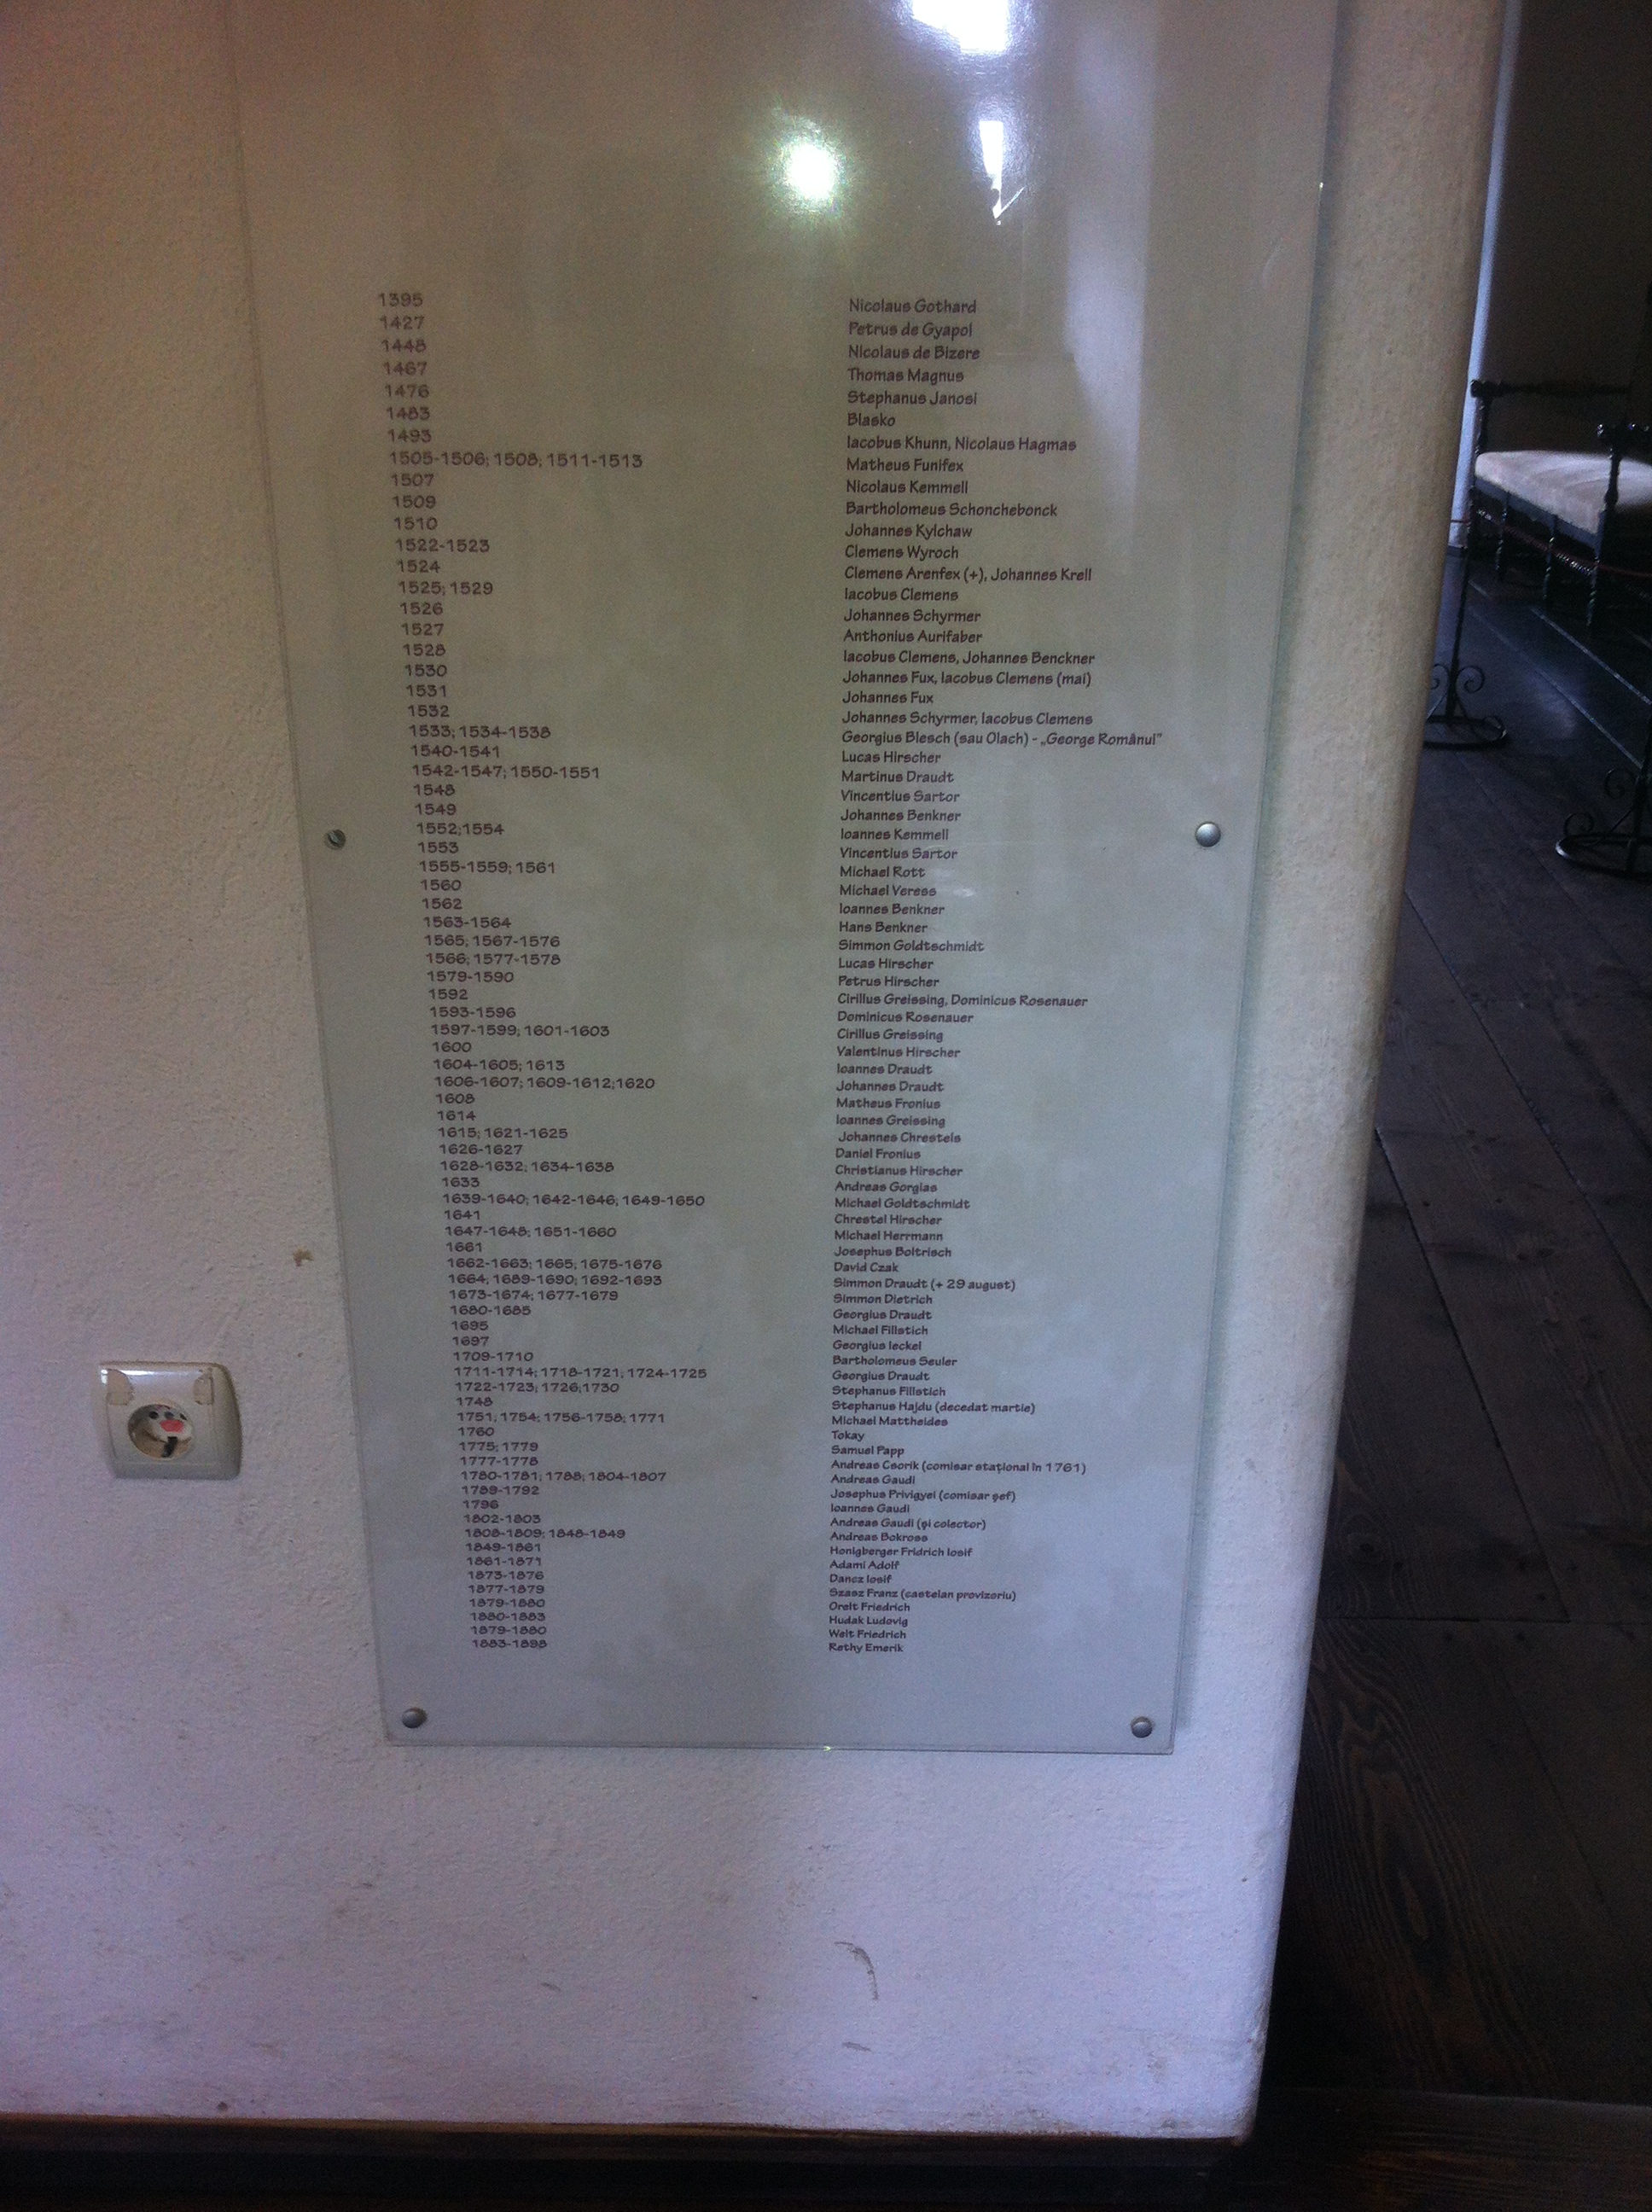 1395 Nicolaus Gothard
1427 Petrus de Gyapol
1448 Nicolaus de Bizere
1467 Thomas Magnus
1476 Stephanus Janosi
1483 Blasko
1493 Iacobus Khunn, Nicolaus Hagmas
1505-1506; 1508; 1511-1513 Matheus Funifex
1507 Nicolaus Kemmell
1509 Bartholomeus Schonchebonck
1510 Johannes Kylchaw
1522-1523 Clemens Wyroch
1524 Clemens Arenfex (+), Johannes Krell
1525; 1529 Iacobus Clemens
1526 Johannes Schyrmer
1527 Anthonius Aurifaber
1528 Iacobus Clemens, Johannes Benckner
1530 Johannes Fux, Iacobus Clemens (mai)
1531 Johannes Fux
1532 Johannes Schyrmer, Iacobus Clemens
1533; 1534-1538 Georgius Blesch (sau Olach) - „George Românul”
1540-1541 Lucas Hirscher
1542-1547; 1550-1551 Martinus Draudt
1548 Vincentius Sartor
1549 Johannes Benkner
1552;1554 Ioannes Kemmell
1553 Vincentius Sartor
1555-1559; 1561 Michael Rott
1560 Michael Veress
1562 Ioannes Benkner
1563-1564 Hans Benkner
1565; 1567-1576 Simmon Goldtschmidt
1566; 1577-1578 Lucas Hirscher
1579-1590 Petrus Hirscher
1592 Cirillus Greissing, Dominicus Rosenauer
1593-1596 Dominicus Rosenauer
1597-1599; 1601-1603 Cirillus Greissing
1600 Valentinus Hirscher
1604-1605; 1613 Ioannes Draudt
1606-1607; 1609-1612;1620 Johannes Draudt
1608 Matheus Fronius
1614 Ioannes Greissing
1615; 1621-1625 Johannes Chrestels
1626-1627 Daniel Fronius
1628-1632; 1634-1638 Christianus Hirscher
1633 Andreas Gorgias
1639-1640; 1642-1646; 1649-1650 Michael Goldtschmidt
1641 Chrestel Hirscher
1647-1648; 1651-1660 Michael Herrmann
1661 Josephus Boltrisch
1662-1663; 1665; 1675-1676 David Czak
1664; 1689-1690; 1692-1693 Simmon Draudt (+ 29 august)
1673-1674; 1677-1679 Simmon Dietrich
1680-1685 Georgius Draudt
1695 Michael Fillstich
1697 Georgius Ieckel
1709-1710 Bartholomeus Seuler
1711-1714; 1718-1721; 1724-1725 Georgius Draudt
1722-1723; 1726;1730 Stephanus Fillstich
1748 Stephanus Hajdu (decedat martie)
1751; 1754; 1756-1758; 1771 Michael Mattheides
1760 Tokay
1775; 1779 Samuel Papp
1777-1778 Andreas Csorik (comisar stațional în 1761)
1780-1781; 1788; 1804-1807 Andreas Gaudi
1789-1792 Josephus Privigyei (comisar șef)
1796 Ioannes Gaudi
1802-1803 Andreas Gaudi (și colector)
1808-1809; 1848-1849 Andreas Bokross
1849-1861 Honigberger Fridrich Iosif
1861-1871 Adami Adolf
1873-1876 Dancz Iosif
1877-1879 Szasz Franz (castelan provizoriu)
1879-1880 Orelt Friedrich
1880-1883 Hudak Ludovig
1879-1880 Welt Friedrich
1883-1898 Rethy Emerik